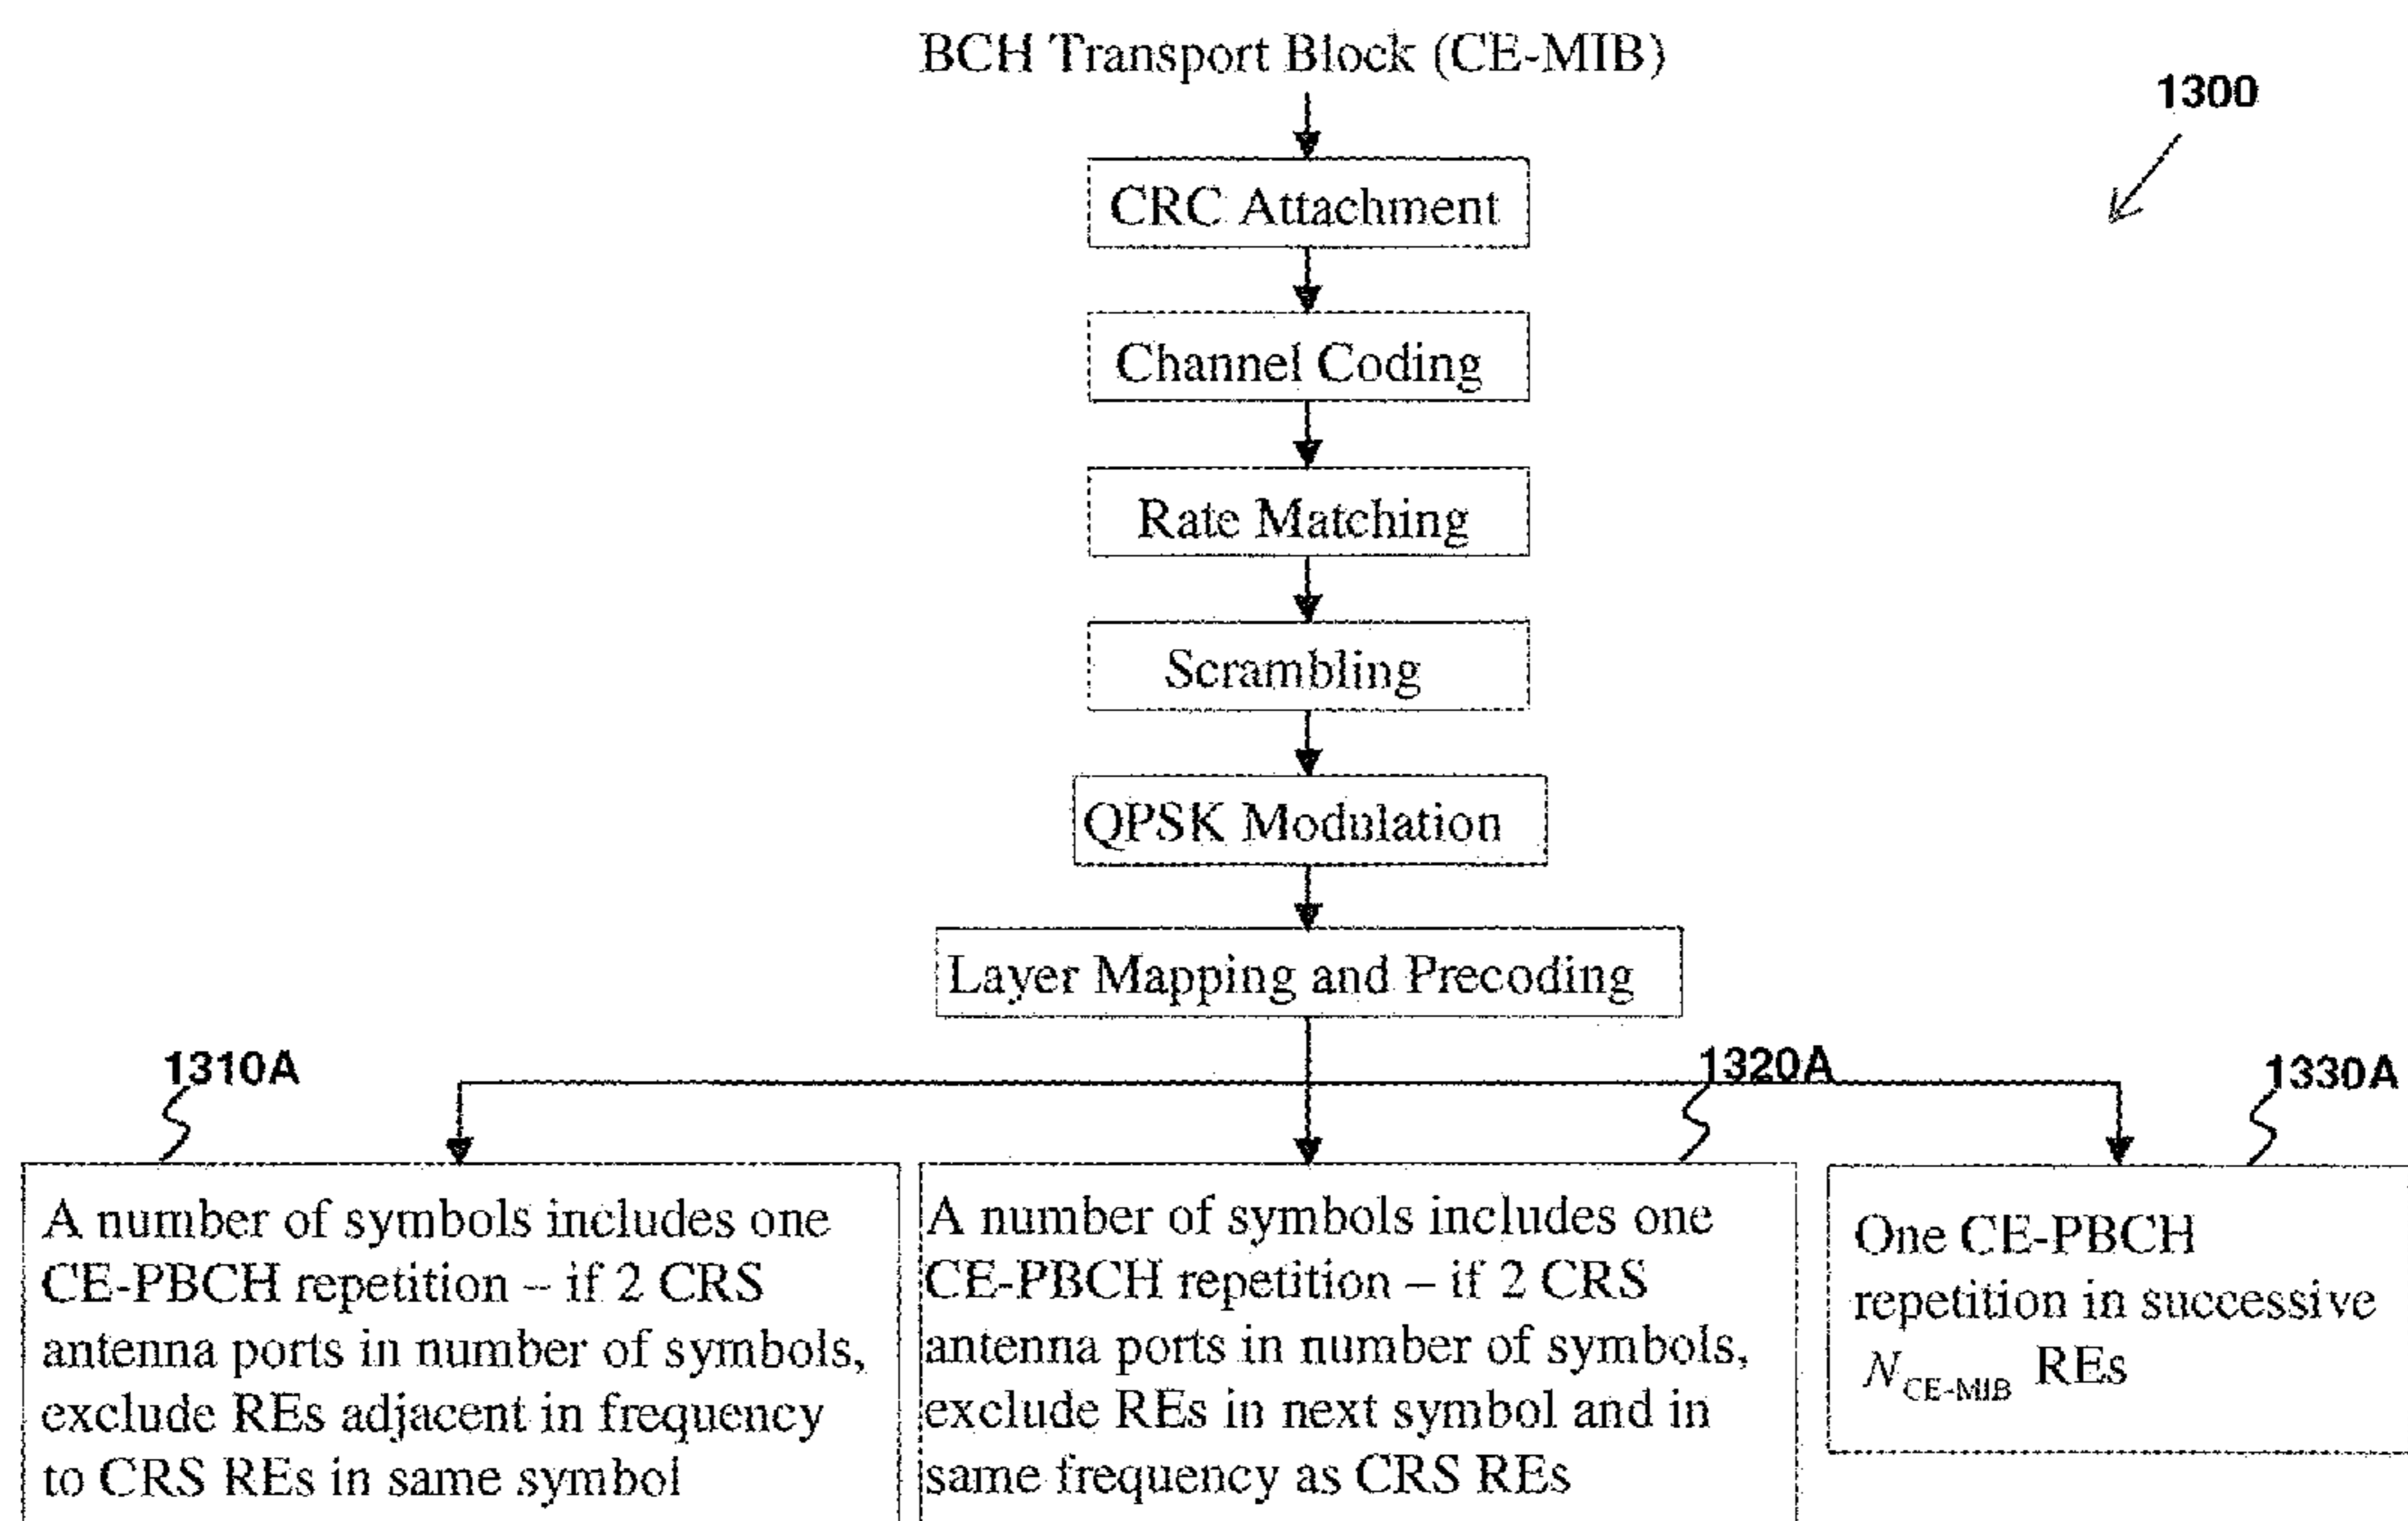 BCH Transport Block (CE-MIB)
1300
CRC Attachment
Channel Coding
Rate Matching
Scrambling
QPSK Modulation
Layer Mapping and Precoding
1310A
1320A
1330A
A number of symbols includes one
CE-PBCH repetition – if 2 CRS
antenna ports in number of symbols,
exclude REs adjacent in frequency
to CRS REs in same symbol
A number of symbols includes one
CE-PBCH repetition – if 2 CRS
antenna ports in number of symbols,
exclude REs in next symbol and in
same frequency as CRS REs
One CE-PBCH
repetition in successive
N_CE-MIB REs